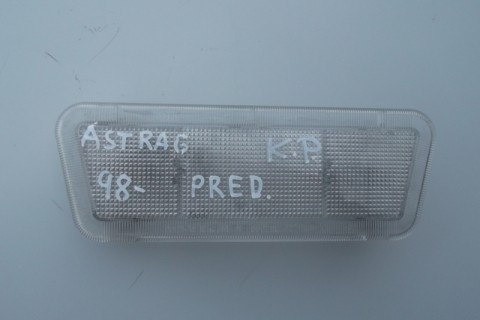 ASTRA G K.P.
98- PRED.